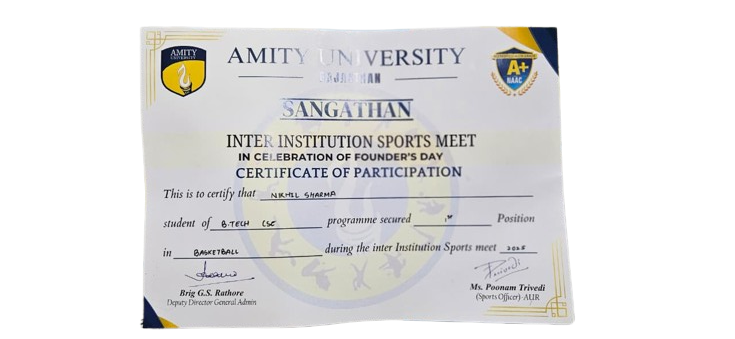 AMITY
UNIVERSITY
AMITY UNIVERSITY
RAJASTHAN
A+
NAAC
SANGATHAN
INTER INSTITUTION SPORTS MEET
IN CELEBRATION OF FOUNDER'S DAY
CERTIFICATE OF PARTICIPATION
This is to certify that NIKHIL SHARMA
student of B.TECH CSE programme secured Position
in BASKETBALL during the inter Institution Sports meet 2025
Brig G.S. Rathore
Deputy Director General Admin
Ms. Poonam Trivedi
(Sports Officer)-AUR